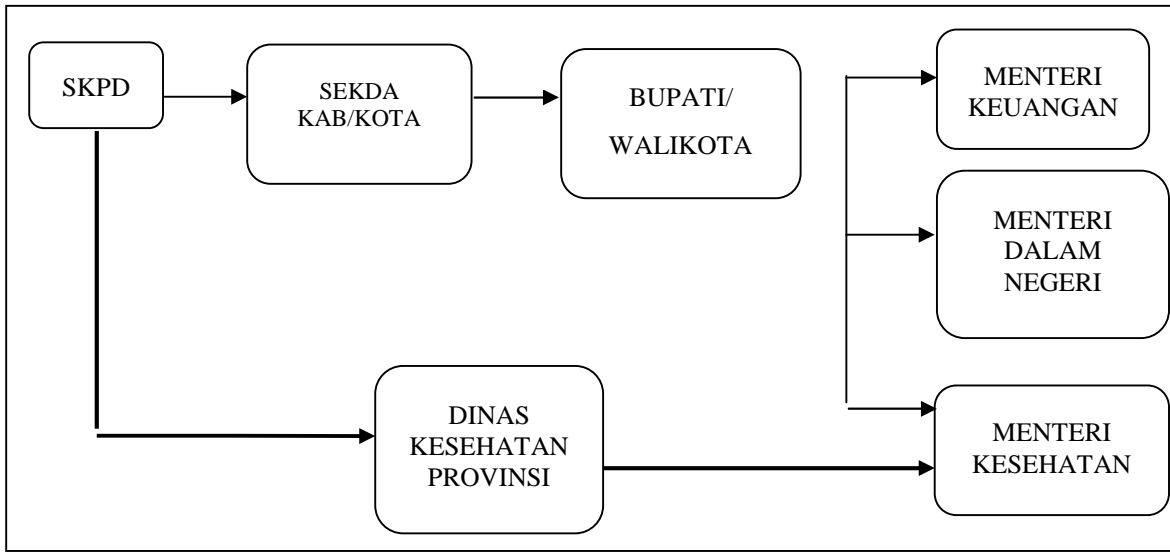 SKPD
SEKDA
KAB/KOTA
BUPATI/
WALIKOTA
MENTERI
KEUANGAN
MENTERI
DALAM
NEGERI
DINAS
KESEHATAN
PROVINSI
MENTERI
KESEHATAN